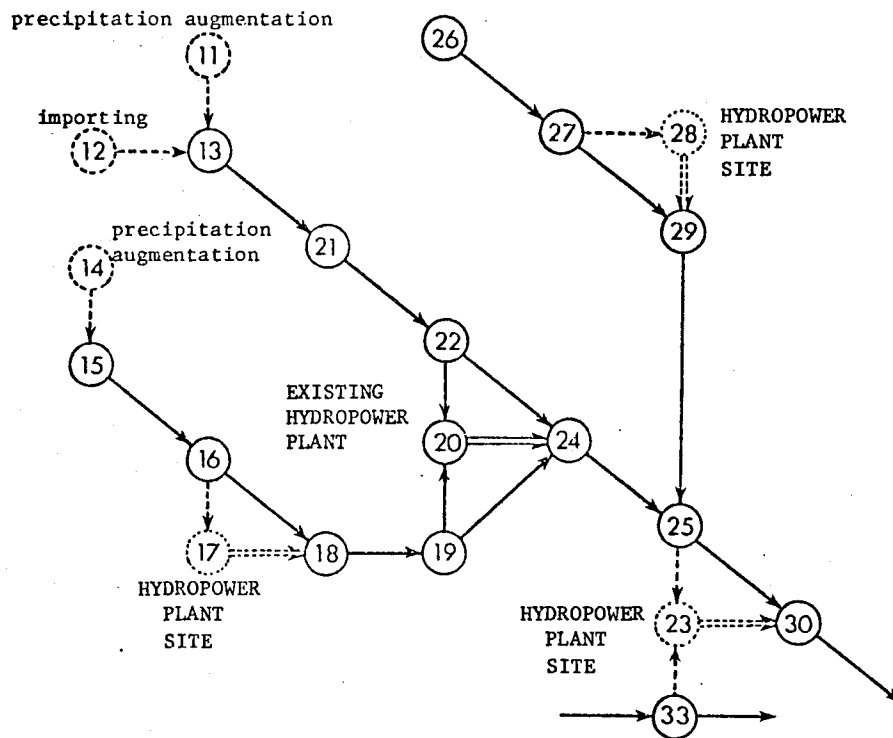 precipitation augmentation
11
26
importing
12
13
27
28
HYDROPOWER
PLANT
SITE
precipitation
augmentation
14
21
29
15
22
EXISTING
HYDROPOWER
PLANT
20
24
16
25
17
18
19
HYDROPOWER
PLANT
SITE
HYDROPOWER
PLANT
SITE
23
30
33